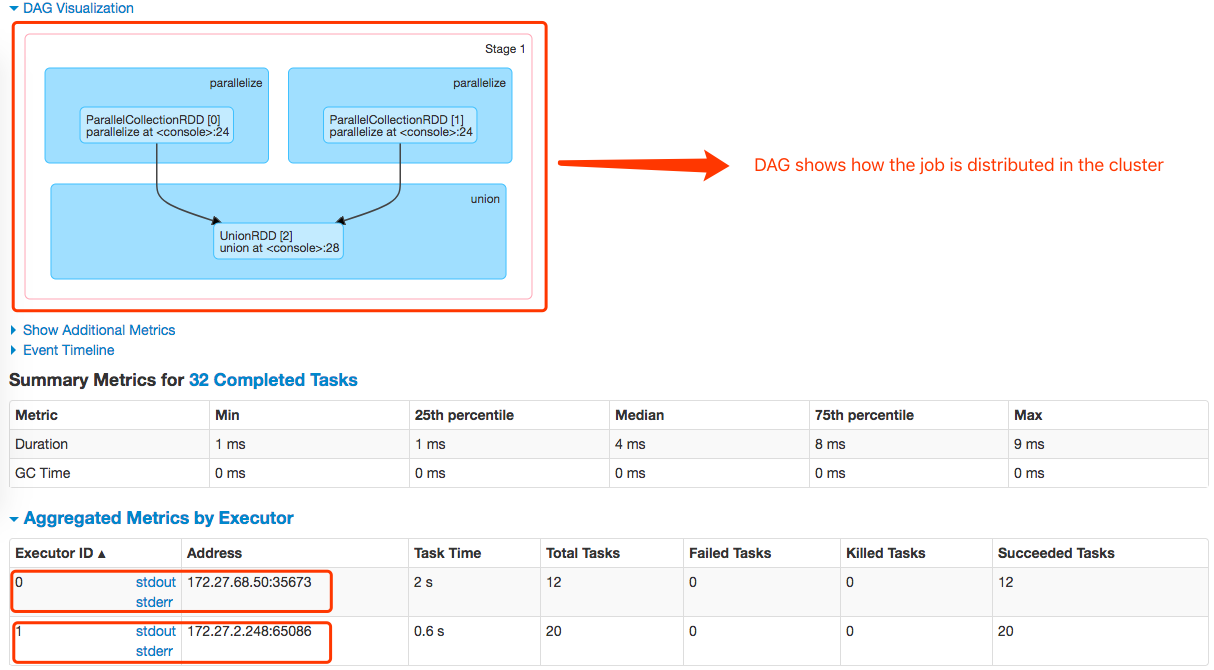 DAG Visualization
Stage 1
parallelize
parallelize
ParallelCollectionRDD [0]
parallelize at <console>:24
ParallelCollectionRDD [1]
parallelize at <console>:24
DAG shows how the job is distributed in the cluster
union
UnionRDD [2]
union at <console>:28
Show Additional Metrics
Event Timeline
Summary Metrics for 32 Completed Tasks
Metric Min 25th percentile Median 75th percentile Max
Duration 1 ms 1 ms 4 ms 8 ms 9 ms
GC Time 0 ms 0 ms 0 ms 0 ms 0 ms
Aggregated Metrics by Executor
Executor ID ▲ Address Task Time Total Tasks Failed Tasks Killed Tasks Succeeded Tasks
0 stdout 172.27.68.50:35673 2 s 12 0 0 12
stderr
1 stdout 172.27.2.248:65086 0.6 s 20 0 0 20
stderr